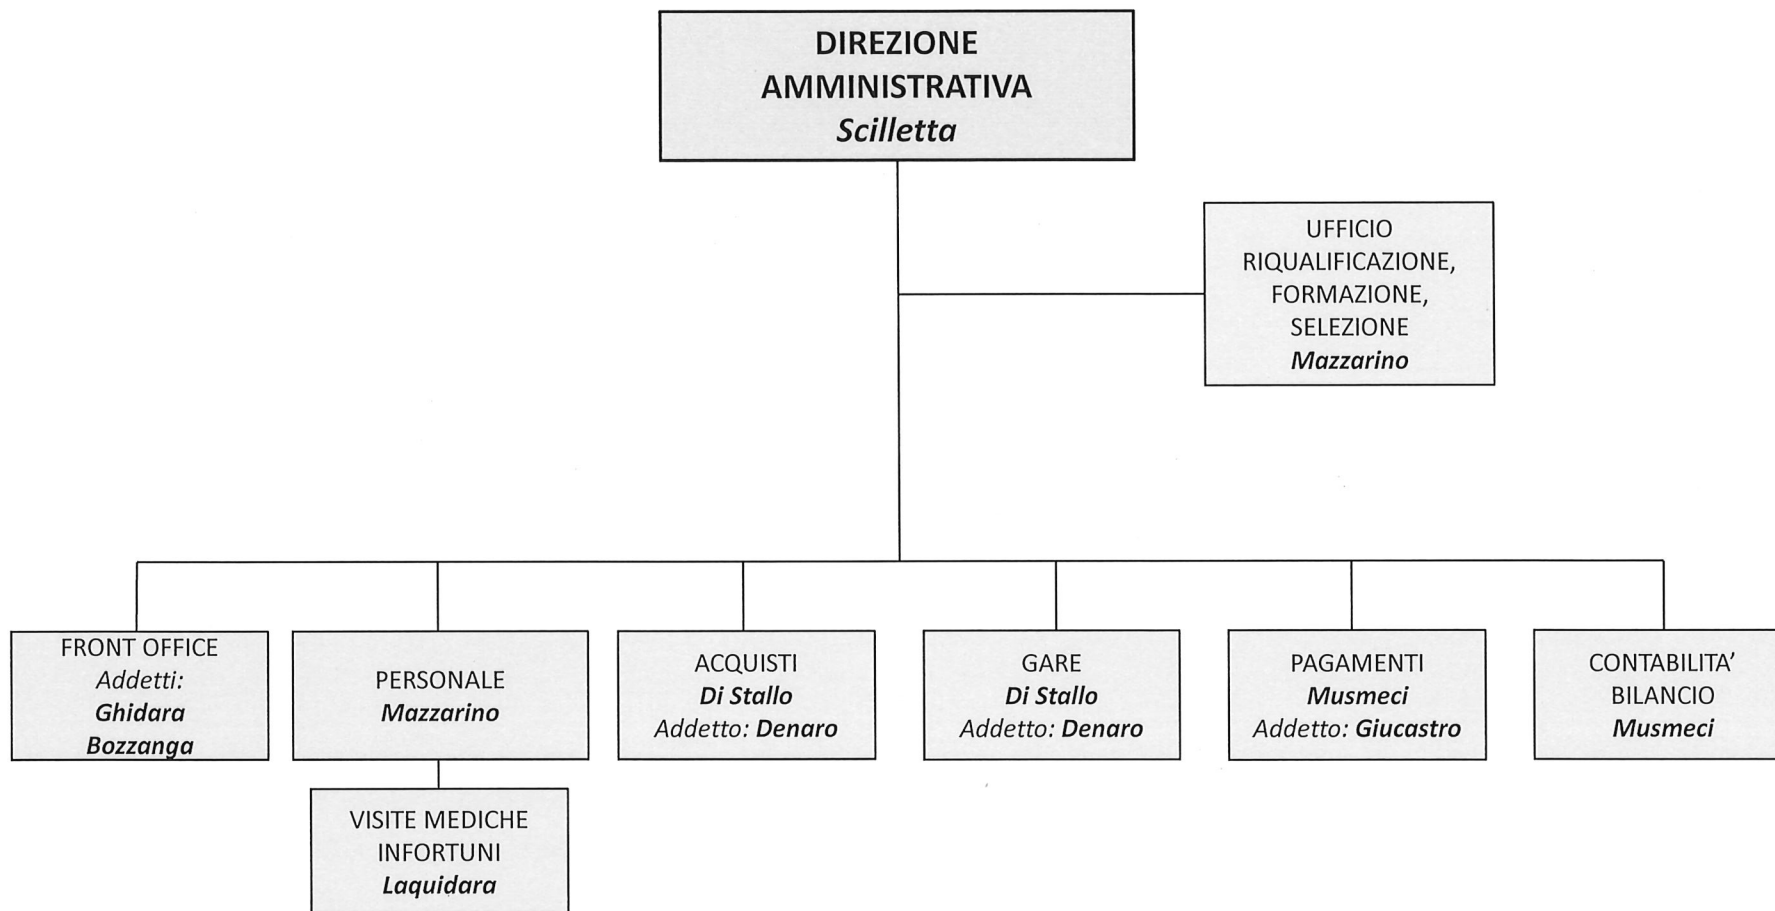 DIREZIONE
AMMINISTRATIVA
Scilletta
UFFICIO
RIQUALIFICAZIONE,
FORMAZIONE,
SELEZIONE
Mazzarino
FRONT OFFICE
Addetti:
Ghidara
Bozzanga
PERSONALE
Mazzarino
ACQUISTI
Di Stallo
Addetto: Denaro
GARE
Di Stallo
Addetto: Denaro
PAGAMENTI
Musmeci
Addetto: Giucastro
CONTABILITA’
BILANCIO
Musmeci
VISITE MEDICHE
INFORTUNI
Laquidara